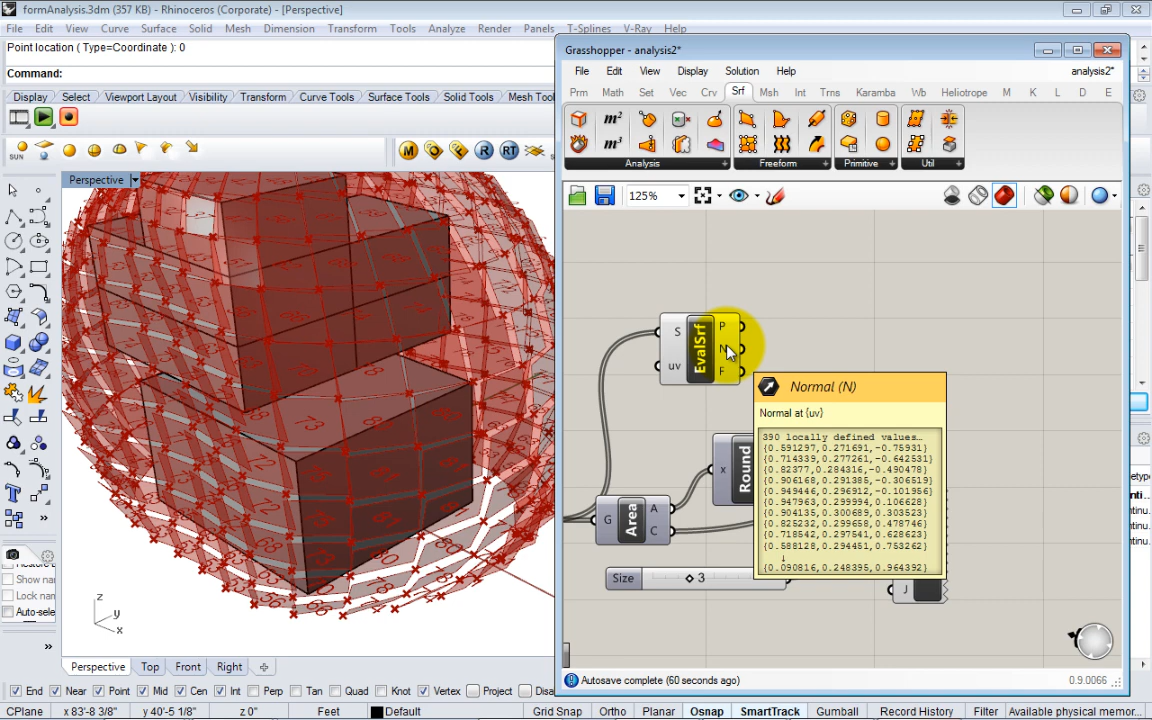 formAnalysis.3dm (357 KB) - Rhinoceros (Corporate) - [Perspective]
File Edit View Curve Surface Solid Mesh Dimension Transform Tools Analyze Render Panels T-Splines V-Ray Help
Point location ( Type=Coordinate ): 0
Command:
Display Select Viewport Layout Visibility Transform Curve Tools Surface Tools Solid Tools Mesh Tool
SUN
M R RT
Perspective
Grasshopper - analysis2*
File Edit View Display Solution Help analysis2*
Prm Math Set Vec Crv Srf Msh Int Trns Karamba Wb Heliotrope M K L D E
m² m³
Analysis Freeform Primitive Util
125%
S uv EvalSrf P N F
Normal (N)
Normal at {uv}
390 locally defined values…
{0.591297,0.271691,-0.75931}
{0.714339,0.277261,-0.642531}
{0.82377,0.284316,-0.490478}
{0.906168,0.291385,-0.306519}
{0.949446,0.296912,-0.101956}
{0.947963,0.299994,0.106628}
{0.904135,0.300689,0.303523}
{0.825232,0.299658,0.478746}
{0.718542,0.297541,0.628623}
{0.588128,0.294451,0.753262}
{0.090816,0.248395,0.964392}
x Round
G Area A C
Size 3
J
z y x
Perspective Top Front Right
End Near Point Mid Cen Int Perp Tan Quad Knot Vertex Project Disa
Autosave complete (60 seconds ago) 0.9.0066
CPlane x 83'-8 3/8" y 40'-5 1/8" z 0" Feet Default Grid Snap Ortho Planar Osnap SmartTrack Gumball Record History Filter Available physical memor...